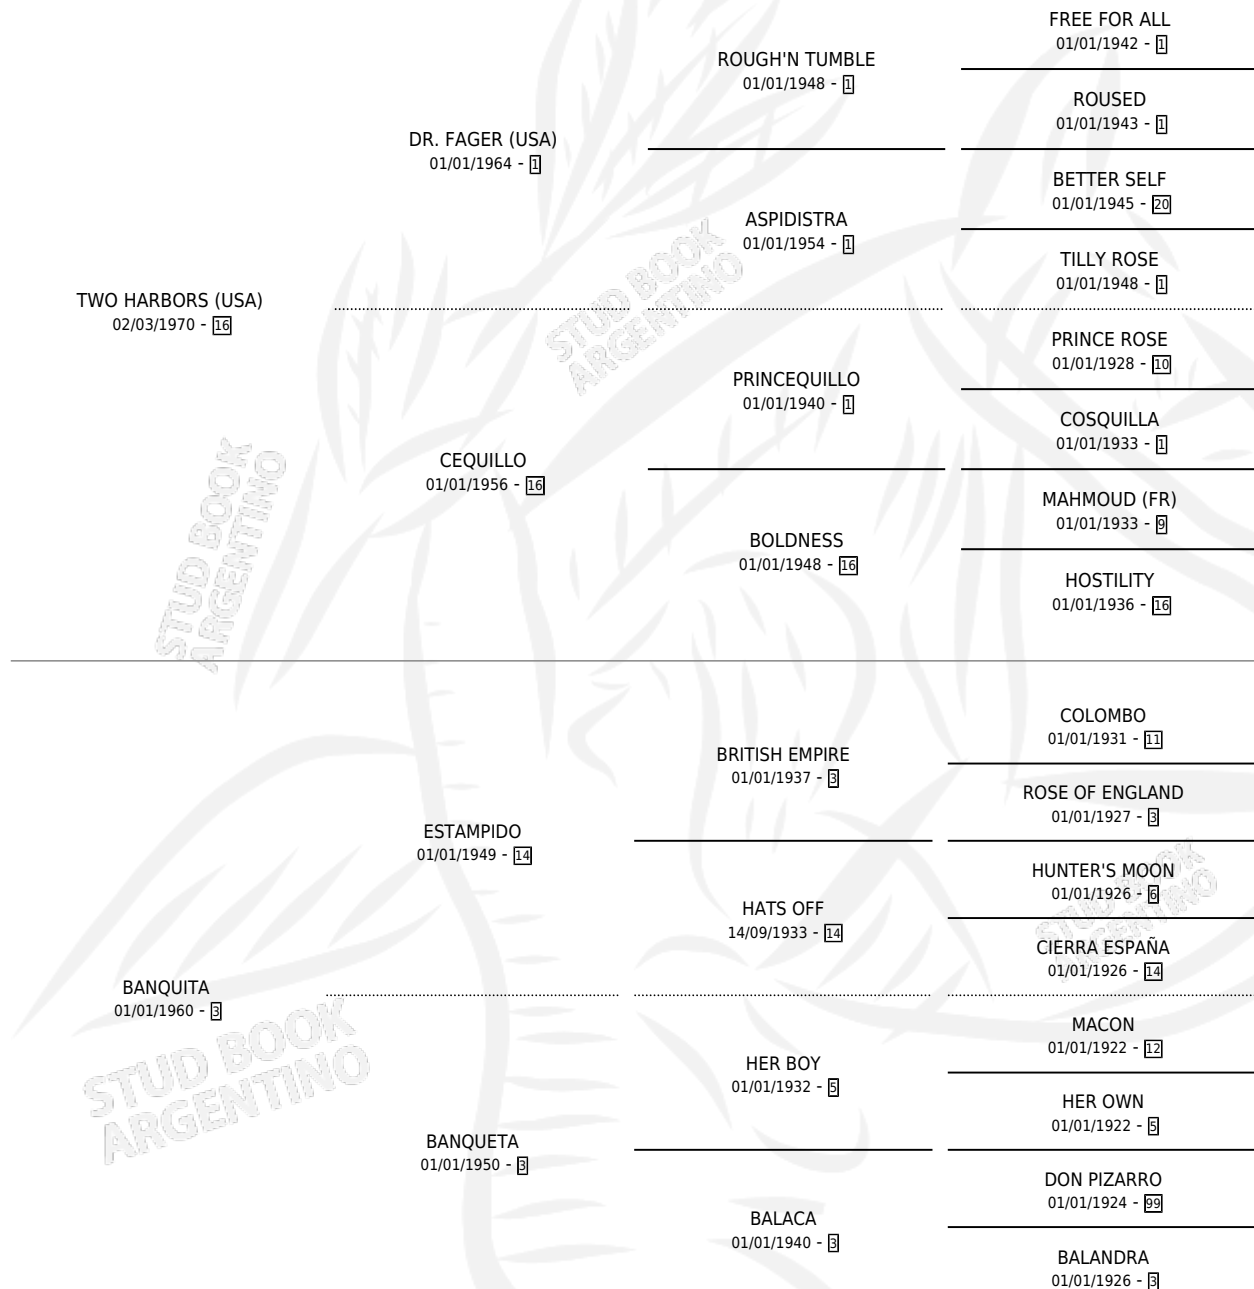 FREE FOR ALL
01/01/1942 - 1
ROUGH'N TUMBLE
01/01/1948 - 1
ROUSED
01/01/1943 - 1
DR. FAGER (USA)
01/01/1964 - 1
BETTER SELF
01/01/1945 - 20
ASPIDISTRA
01/01/1954 - 1
TILLY ROSE
01/01/1948 - 1
TWO HARBORS (USA)
02/03/1970 - 16
PRINCE ROSE
01/01/1928 - 10
PRINCEQUILLO
01/01/1940 - 1
COSQUILLA
01/01/1933 - 1
CEQUILLO
01/01/1956 - 16
MAHMOUD (FR)
01/01/1933 - 9
BOLDNESS
01/01/1948 - 16
HOSTILITY
01/01/1936 - 16
COLOMBO
01/01/1931 - 11
BRITISH EMPIRE
01/01/1937 - 3
ROSE OF ENGLAND
01/01/1927 - 3
ESTAMPIDO
01/01/1949 - 14
HUNTER'S MOON
01/01/1926 - 6
HATS OFF
14/09/1933 - 14
CIERRA ESPAÑA
01/01/1926 - 14
BANQUITA
01/01/1960 - 3
MACON
01/01/1922 - 12
HER BOY
01/01/1932 - 5
HER OWN
01/01/1922 - 5
BANQUETA
01/01/1950 - 3
DON PIZARRO
01/01/1924 - 99
BALACA
01/01/1940 - 3
BALANDRA
01/01/1926 - 3
STUD BOOK
ARGENTINO
STUD BOOK
ARGENTINO
STUD BOOK
ARGENTINO
STUD BOOK
ARGENTINO